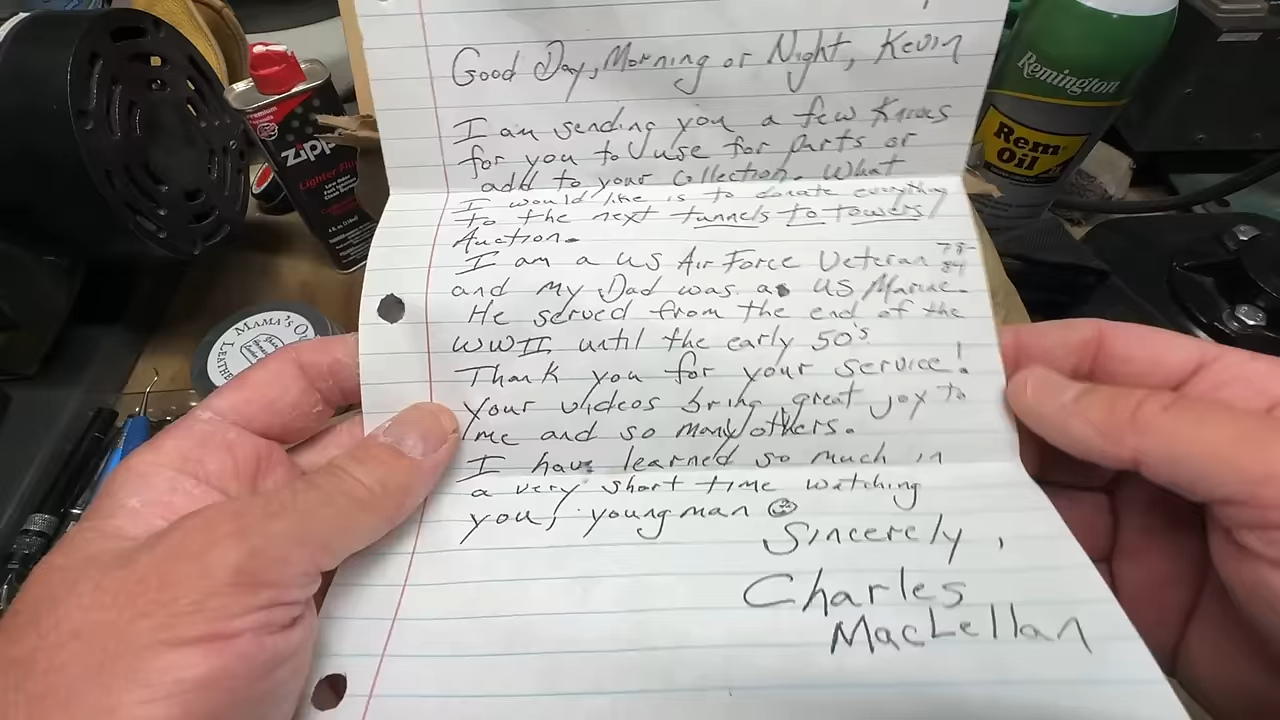 Good Day, Morning or Night, Kevin
I am sending you a few Knives
for you to use for parts or
add to your Collection. What
I would like is to donate everything
to the next tunnels to towers
Auction.
I am a US Air Force Veteran 78-84
and my Dad was a US Marine.
He served from the end of the
WWII until the early 50's
Thank you for your service!
Your videos bring great joy to
me and so many others.
I have learned so much in
a very short time watching
you, young man ☺
Sincerely,
Charles
MacLellan
Premium
Zipp
Lighter Flu
Remington
Rem
Oil
MAMA'S
LEATHE